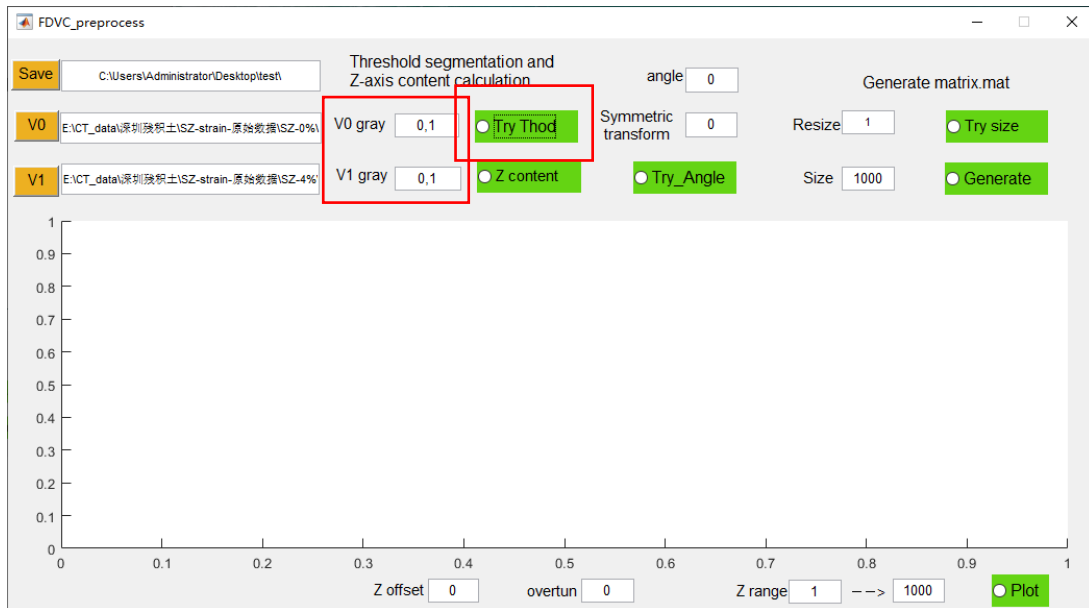 FDVC_preprocess
Save
C:\Users\Administrator\Desktop\test\
Threshold segmentation and
Z-axis content calculation
angle 0
Generate matrix.mat
V0
E:\CT_data\深圳残积土\SZ-strain-原始数据\SZ-0%\
V0 gray 0,1
Try Thod
Symmetric
transform 0
Resize 1
Try size
V1
E:\CT_data\深圳残积土\SZ-strain-原始数据\SZ-4%'
V1 gray 0,1
Z content
Try_Angle
Size 1000
Generate
1
0.9
0.8
0.7
0.6
0.5
0.4
0.3
0.2
0.1
0
0 0.1 0.2 0.3 0.4 0.5 0.6 0.7 0.8 0.9 1
Z offset 0 overtun 0 Z range 1 --> 1000 Plot